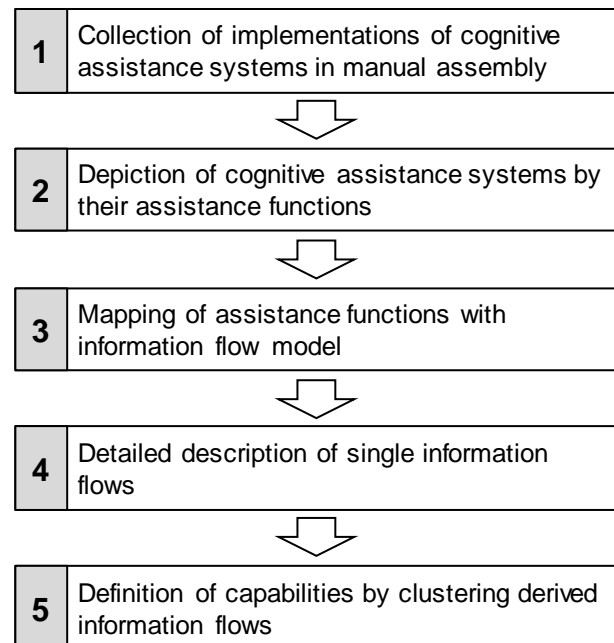 1
Collection of implementations of cognitive
assistance systems in manual assembly
2
Depiction of cognitive assistance systems by
their assistance functions
3
Mapping of assistance functions with
information flow model
4
Detailed description of single information
flows
5
Definition of capabilities by clustering derived
information flows